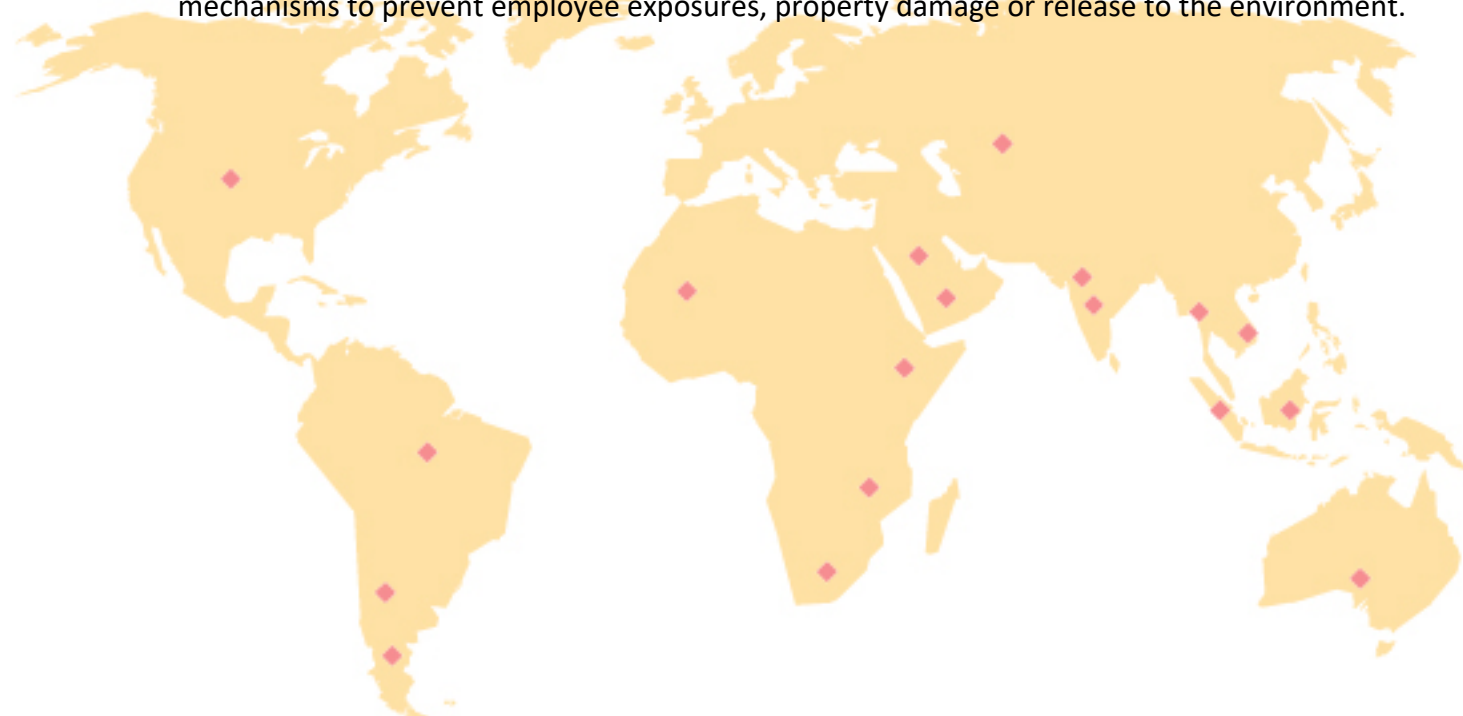 mechanisms to prevent employee exposures, property damage or release to the environment.